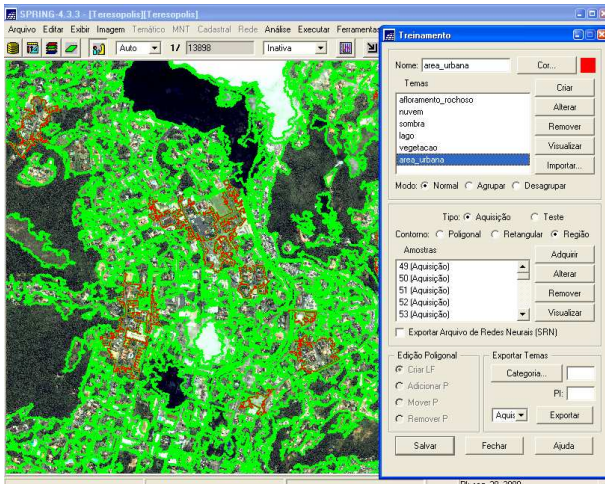 SPRING-4.3.3 - [Teresopolis][Teresopolis]
Arquivo Editar Exibir Imagem Temático MNT Cadastral Rede Análise Executar Ferramentas
Auto 1/ 13898 Inativa
Treinamento
Nome: area_urbana Cor...
Temas
afloramento_rochoso
nuvem
sombra
lago
vegetacao
area_urbana
Criar
Alterar
Remover
Visualizar
Importar...
Modo: Normal Agrupar Desagrupar
Tipo: Aquisição Teste
Contorno: Poligonal Retangular Região
Amostras
49 (Aquisição)
50 (Aquisição)
51 (Aquisição)
52 (Aquisição)
53 (Aquisição)
Adquirir
Alterar
Remover
Visualizar
Exportar Arquivo de Redes Neurais (SRN)
Edição Poligonal
Criar LF
Adicionar P
Mover P
Remover P
Exportar Temas
Categoria...
PI:
Aquis Exportar
Salvar Fechar Ajuda